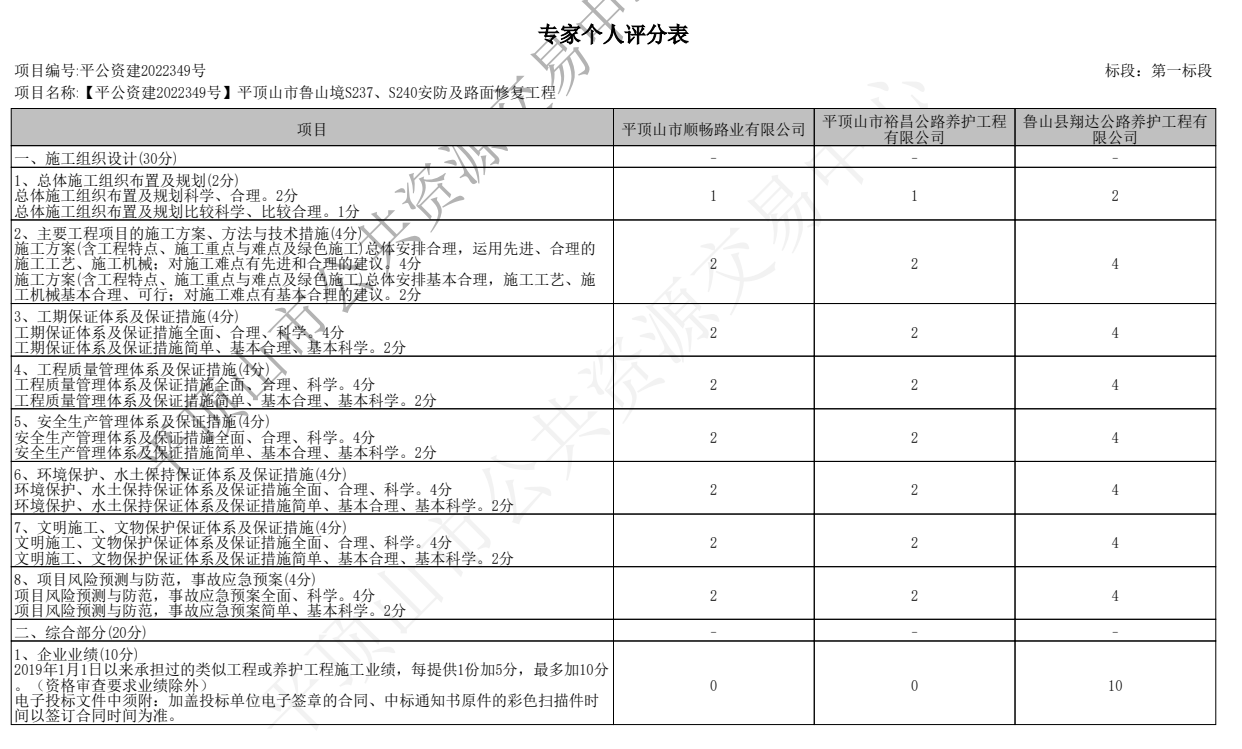 专家个人评分表
项目编号:平公资建2022349号
标段：第一标段
项目名称:【平公资建2022349号】平顶山市鲁山境S237、S240安防及路面修复工程
项目
平顶山市顺畅路业有限公司
平顶山市裕昌公路养护工程
有限公司
鲁山县翔达公路养护工程有
限公司
一、施工组织设计(30分)
-
-
-
1、总体施工组织布置及规划(2分)
总体施工组织布置及规划科学、合理。2分
总体施工组织布置及规划比较科学、比较合理。1分
1
1
2
2、主要工程项目的施工方案、方法与技术措施(4分)
施工方案(含工程特点、施工重点与难点及绿色施工)总体安排合理，运用先进、合理的
施工工艺、施工机械；对施工难点有先进和合理的建议。4分
施工方案(含工程特点、施工重点与难点及绿色施工)总体安排基本合理，施工工艺、施
工机械基本合理、可行；对施工难点有基本合理的建议。2分
2
2
4
3、工期保证体系及保证措施(4分)
工期保证体系及保证措施全面、合理、科学。4分
工期保证体系及保证措施简单、基本合理、基本科学。2分
2
2
4
4、工程质量管理体系及保证措施(4分)
工程质量管理体系及保证措施全面、合理、科学。4分
工程质量管理体系及保证措施简单、基本合理、基本科学。2分
2
2
4
5、安全生产管理体系及保证措施(4分)
安全生产管理体系及保证措施全面、合理、科学。4分
安全生产管理体系及保证措施简单、基本合理、基本科学。2分
2
2
4
6、环境保护、水土保持保证体系及保证措施(4分)
环境保护、水土保持保证体系及保证措施全面、合理、科学。4分
环境保护、水土保持保证体系及保证措施简单、基本合理、基本科学。2分
2
2
4
7、文明施工、文物保护保证体系及保证措施(4分)
文明施工、文物保护保证体系及保证措施全面、合理、科学。4分
文明施工、文物保护保证体系及保证措施简单、基本合理、基本科学。2分
2
2
4
8、项目风险预测与防范，事故应急预案(4分)
项目风险预测与防范，事故应急预案全面、科学。4分
项目风险预测与防范，事故应急预案简单、基本科学。2分
2
2
4
二、综合部分(20分)
-
-
-
1、企业业绩(10分)
2019年1月1日以来承担过的类似工程或养护工程施工业绩，每提供1份加5分，最多加10分
。（资格审查要求业绩除外）
电子投标文件中须附：加盖投标单位电子签章的合同、中标通知书原件的彩色扫描件时
间以签订合同时间为准。
0
0
10
平顶山市公共资源交易中
平顶山市公共资源交易中心